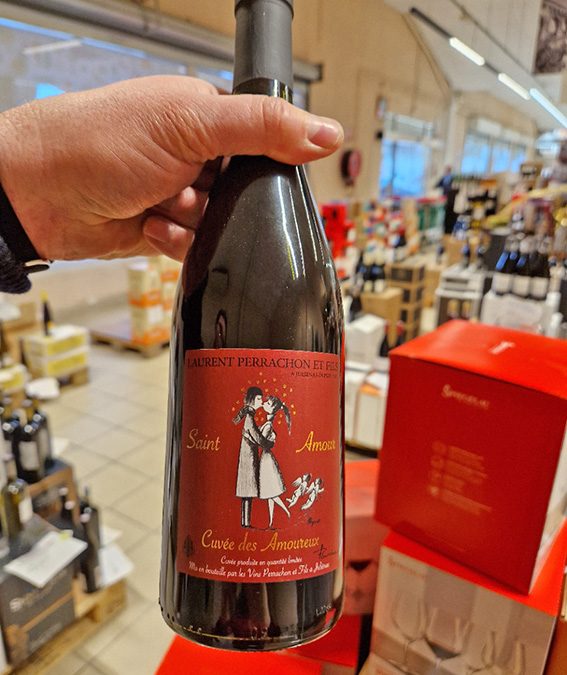 LAURENT PERRACHON ET FILS
Saint Amour
Cuvée des Amoureux
Cuvée produite en quantité limitée
Mis en bouteille par les Vins Perrachon et Fils à Juliénas
SPIEGELAU